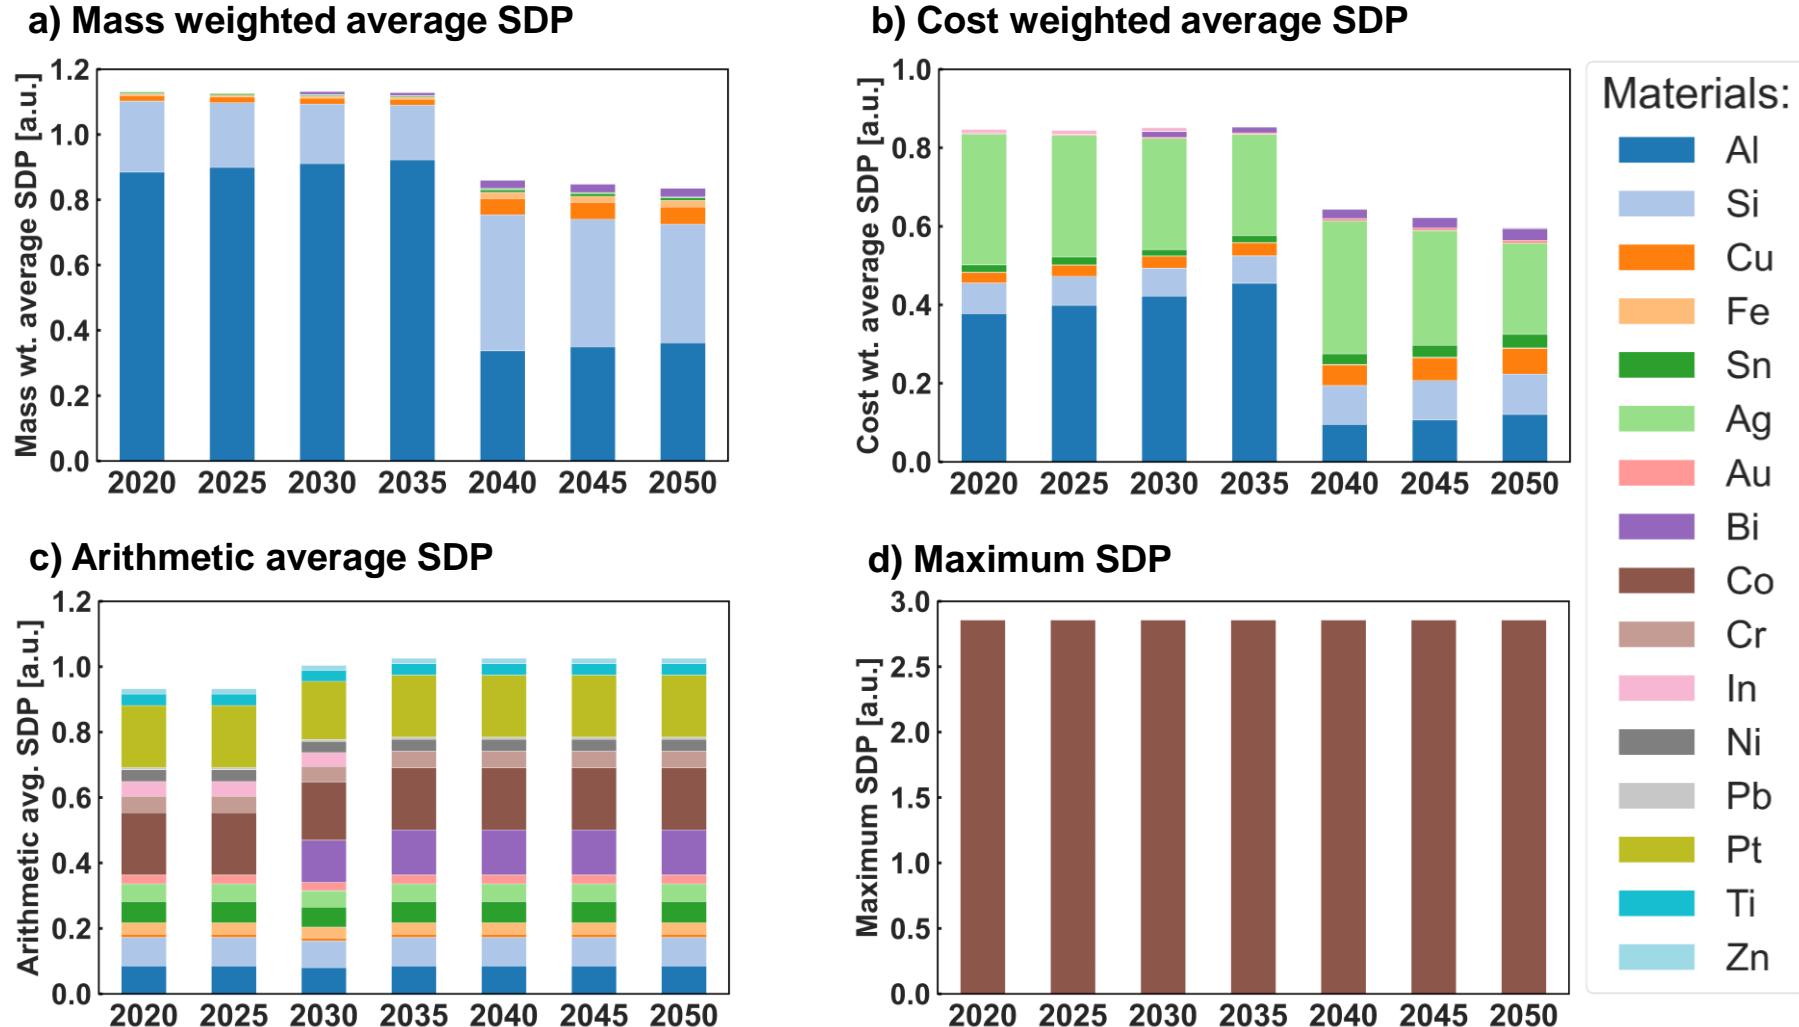 a) Mass weighted average SDP
Mass wt. average SDP [a.u.]
1.2
1.0
0.8
0.6
0.4
0.2
0.0
2020 2025 2030 2035 2040 2045 2050
b) Cost weighted average SDP
Cost wt. average SDP [a.u.]
1.0
0.8
0.6
0.4
0.2
0.0
2020 2025 2030 2035 2040 2045 2050
c) Arithmetic average SDP
Arithmetic avg. SDP [a.u.]
1.2
1.0
0.8
0.6
0.4
0.2
0.0
2020 2025 2030 2035 2040 2045 2050
d) Maximum SDP
Maximum SDP [a.u.]
3.0
2.5
2.0
1.5
1.0
0.5
0.0
2020 2025 2030 2035 2040 2045 2050
Materials:
Al
Si
Cu
Fe
Sn
Ag
Au
Bi
Co
Cr
In
Ni
Pb
Pt
Ti
Zn